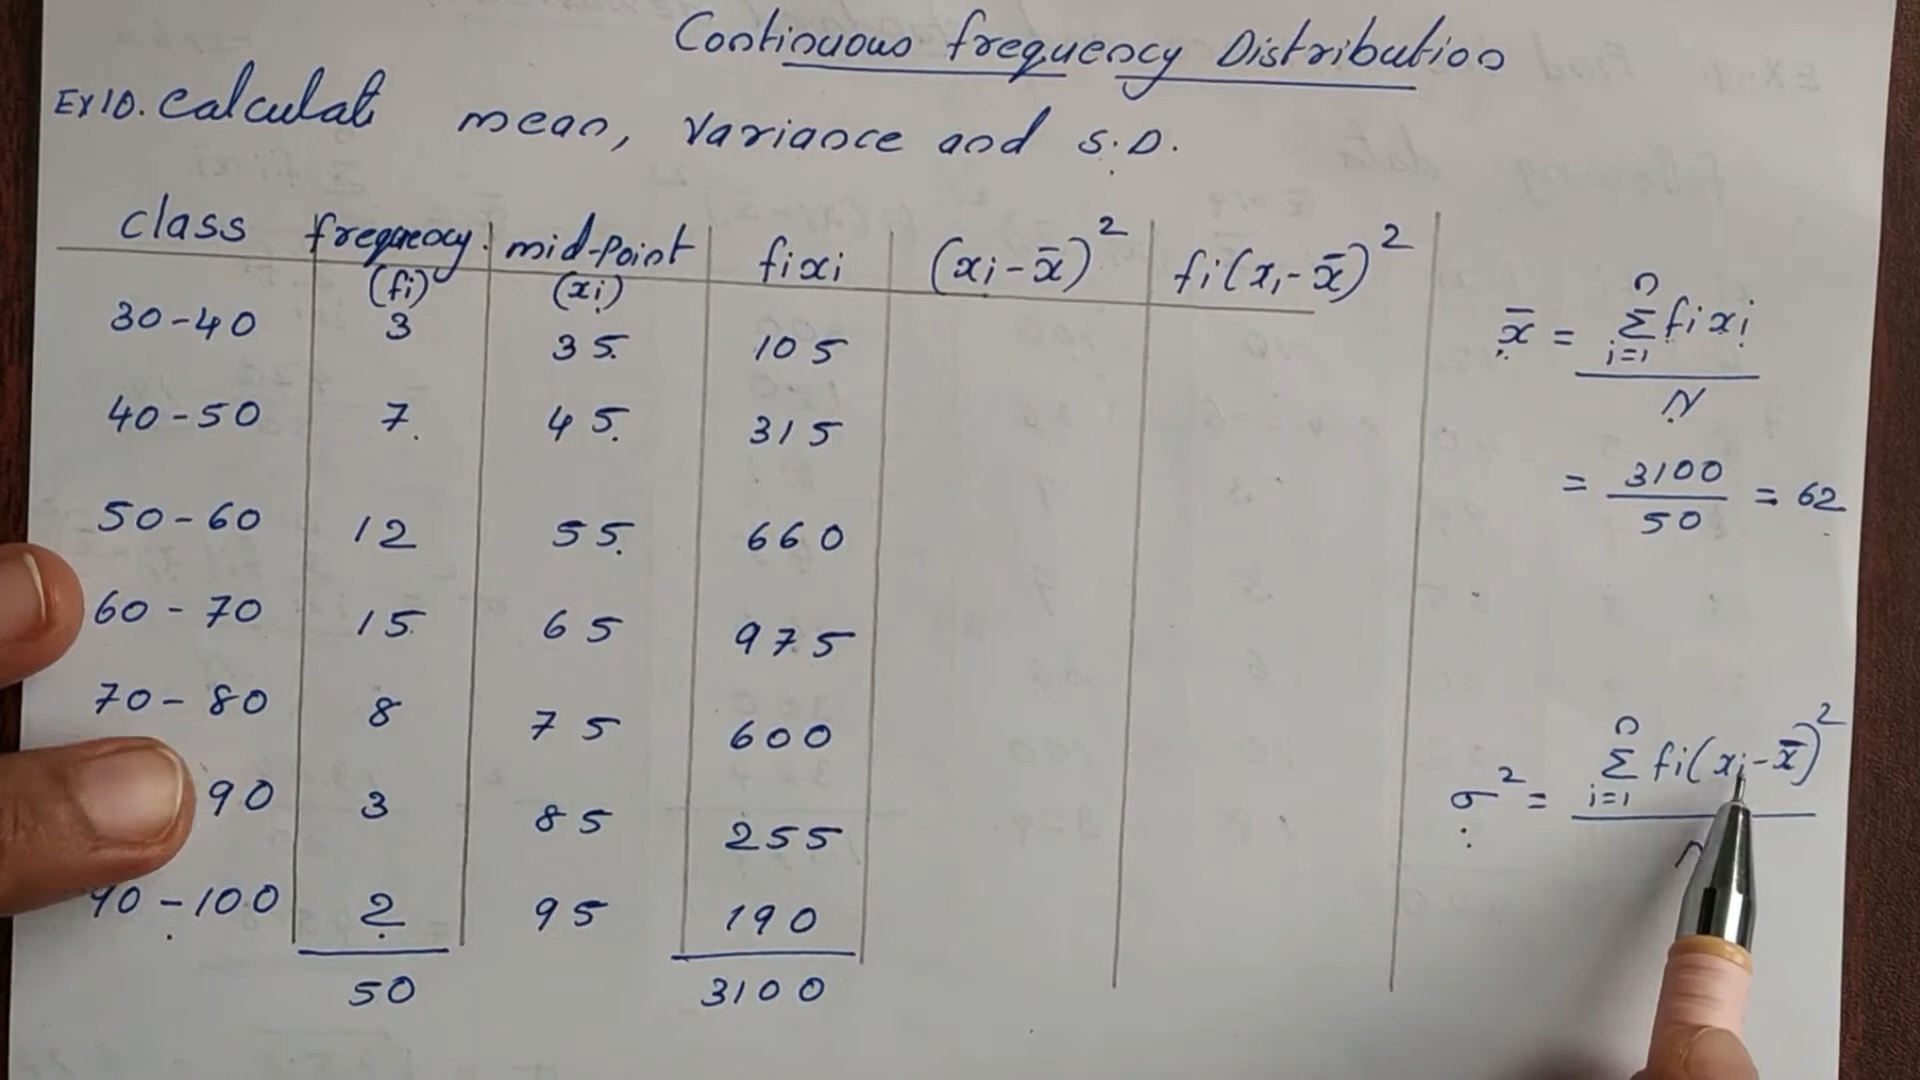 Continuous frequency Distribution
Ex10. Calculat mean, Variance and S.D.
class frequency (fi) mid-Point (xi) fixi (xi - x̄)² fi(xi - x̄)²
30-40 3 35 105
40-50 7 45 315
50-60 12 55 660
60-70 15 65 975
70-80 8 75 600
90 3 85 255
90-100 2 95 190
50 3100
x̄ = Σ fixi / N
n
i=1
= 3100 / 50 = 62
σ² = Σ fi(xi - x̄)²
n
i=1